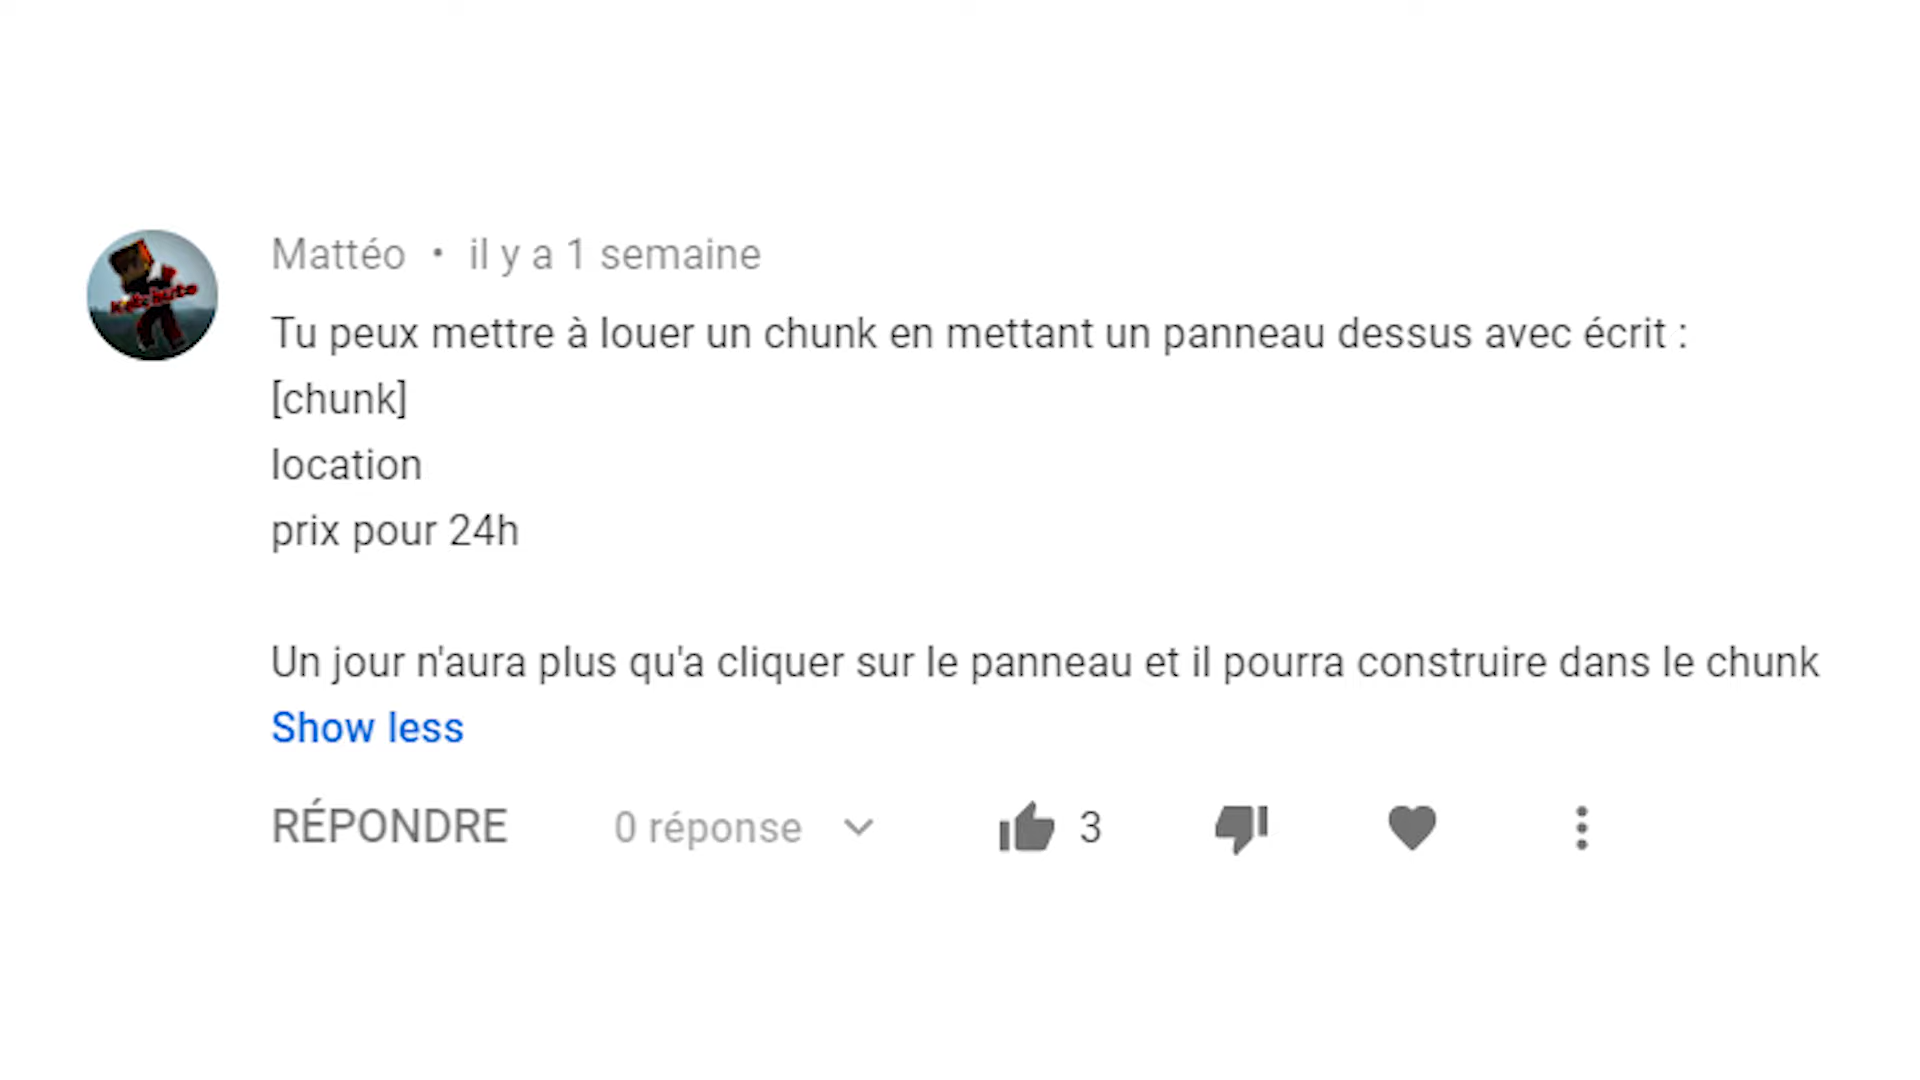 Mattéo • il y a 1 semaine
Tu peux mettre à louer un chunk en mettant un panneau dessus avec écrit :
[chunk]
location
prix pour 24h
Un jour n'aura plus qu'a cliquer sur le panneau et il pourra construire dans le chunk
Show less
RÉPONDRE 0 réponse 3